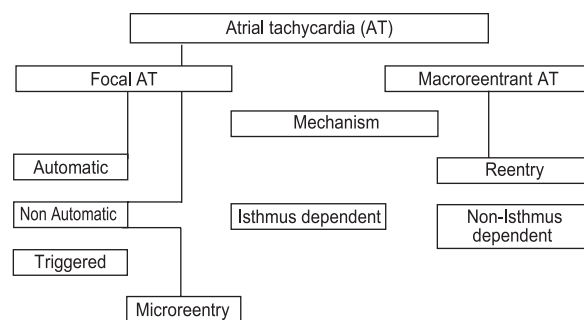 Atrial tachycardia (AT)
Focal AT
Macroreentrant AT
Mechanism
Automatic
Reentry
Non Automatic
Isthmus dependent
Non-Isthmus
dependent
Triggered
Microreentry